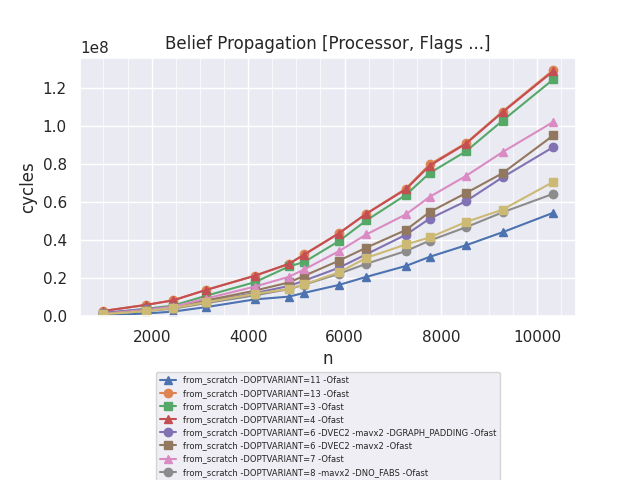 Belief Propagation [Processor, Flags ...]
1e8
1.2
1.0
0.8
0.6
0.4
0.2
0.0
cycles
2000 4000 6000 8000 10000
n
from_scratch -DOPTVARIANT=11 -Ofast
from_scratch -DOPTVARIANT=13 -Ofast
from_scratch -DOPTVARIANT=3 -Ofast
from_scratch -DOPTVARIANT=4 -Ofast
from_scratch -DOPTVARIANT=6 -DVEC2 -mavx2 -DGRAPH_PADDING -Ofast
from_scratch -DOPTVARIANT=6 -DVEC2 -mavx2 -Ofast
from_scratch -DOPTVARIANT=7 -Ofast
from_scratch -DOPTVARIANT=8 -mavx2 -DNO_FABS -Ofast